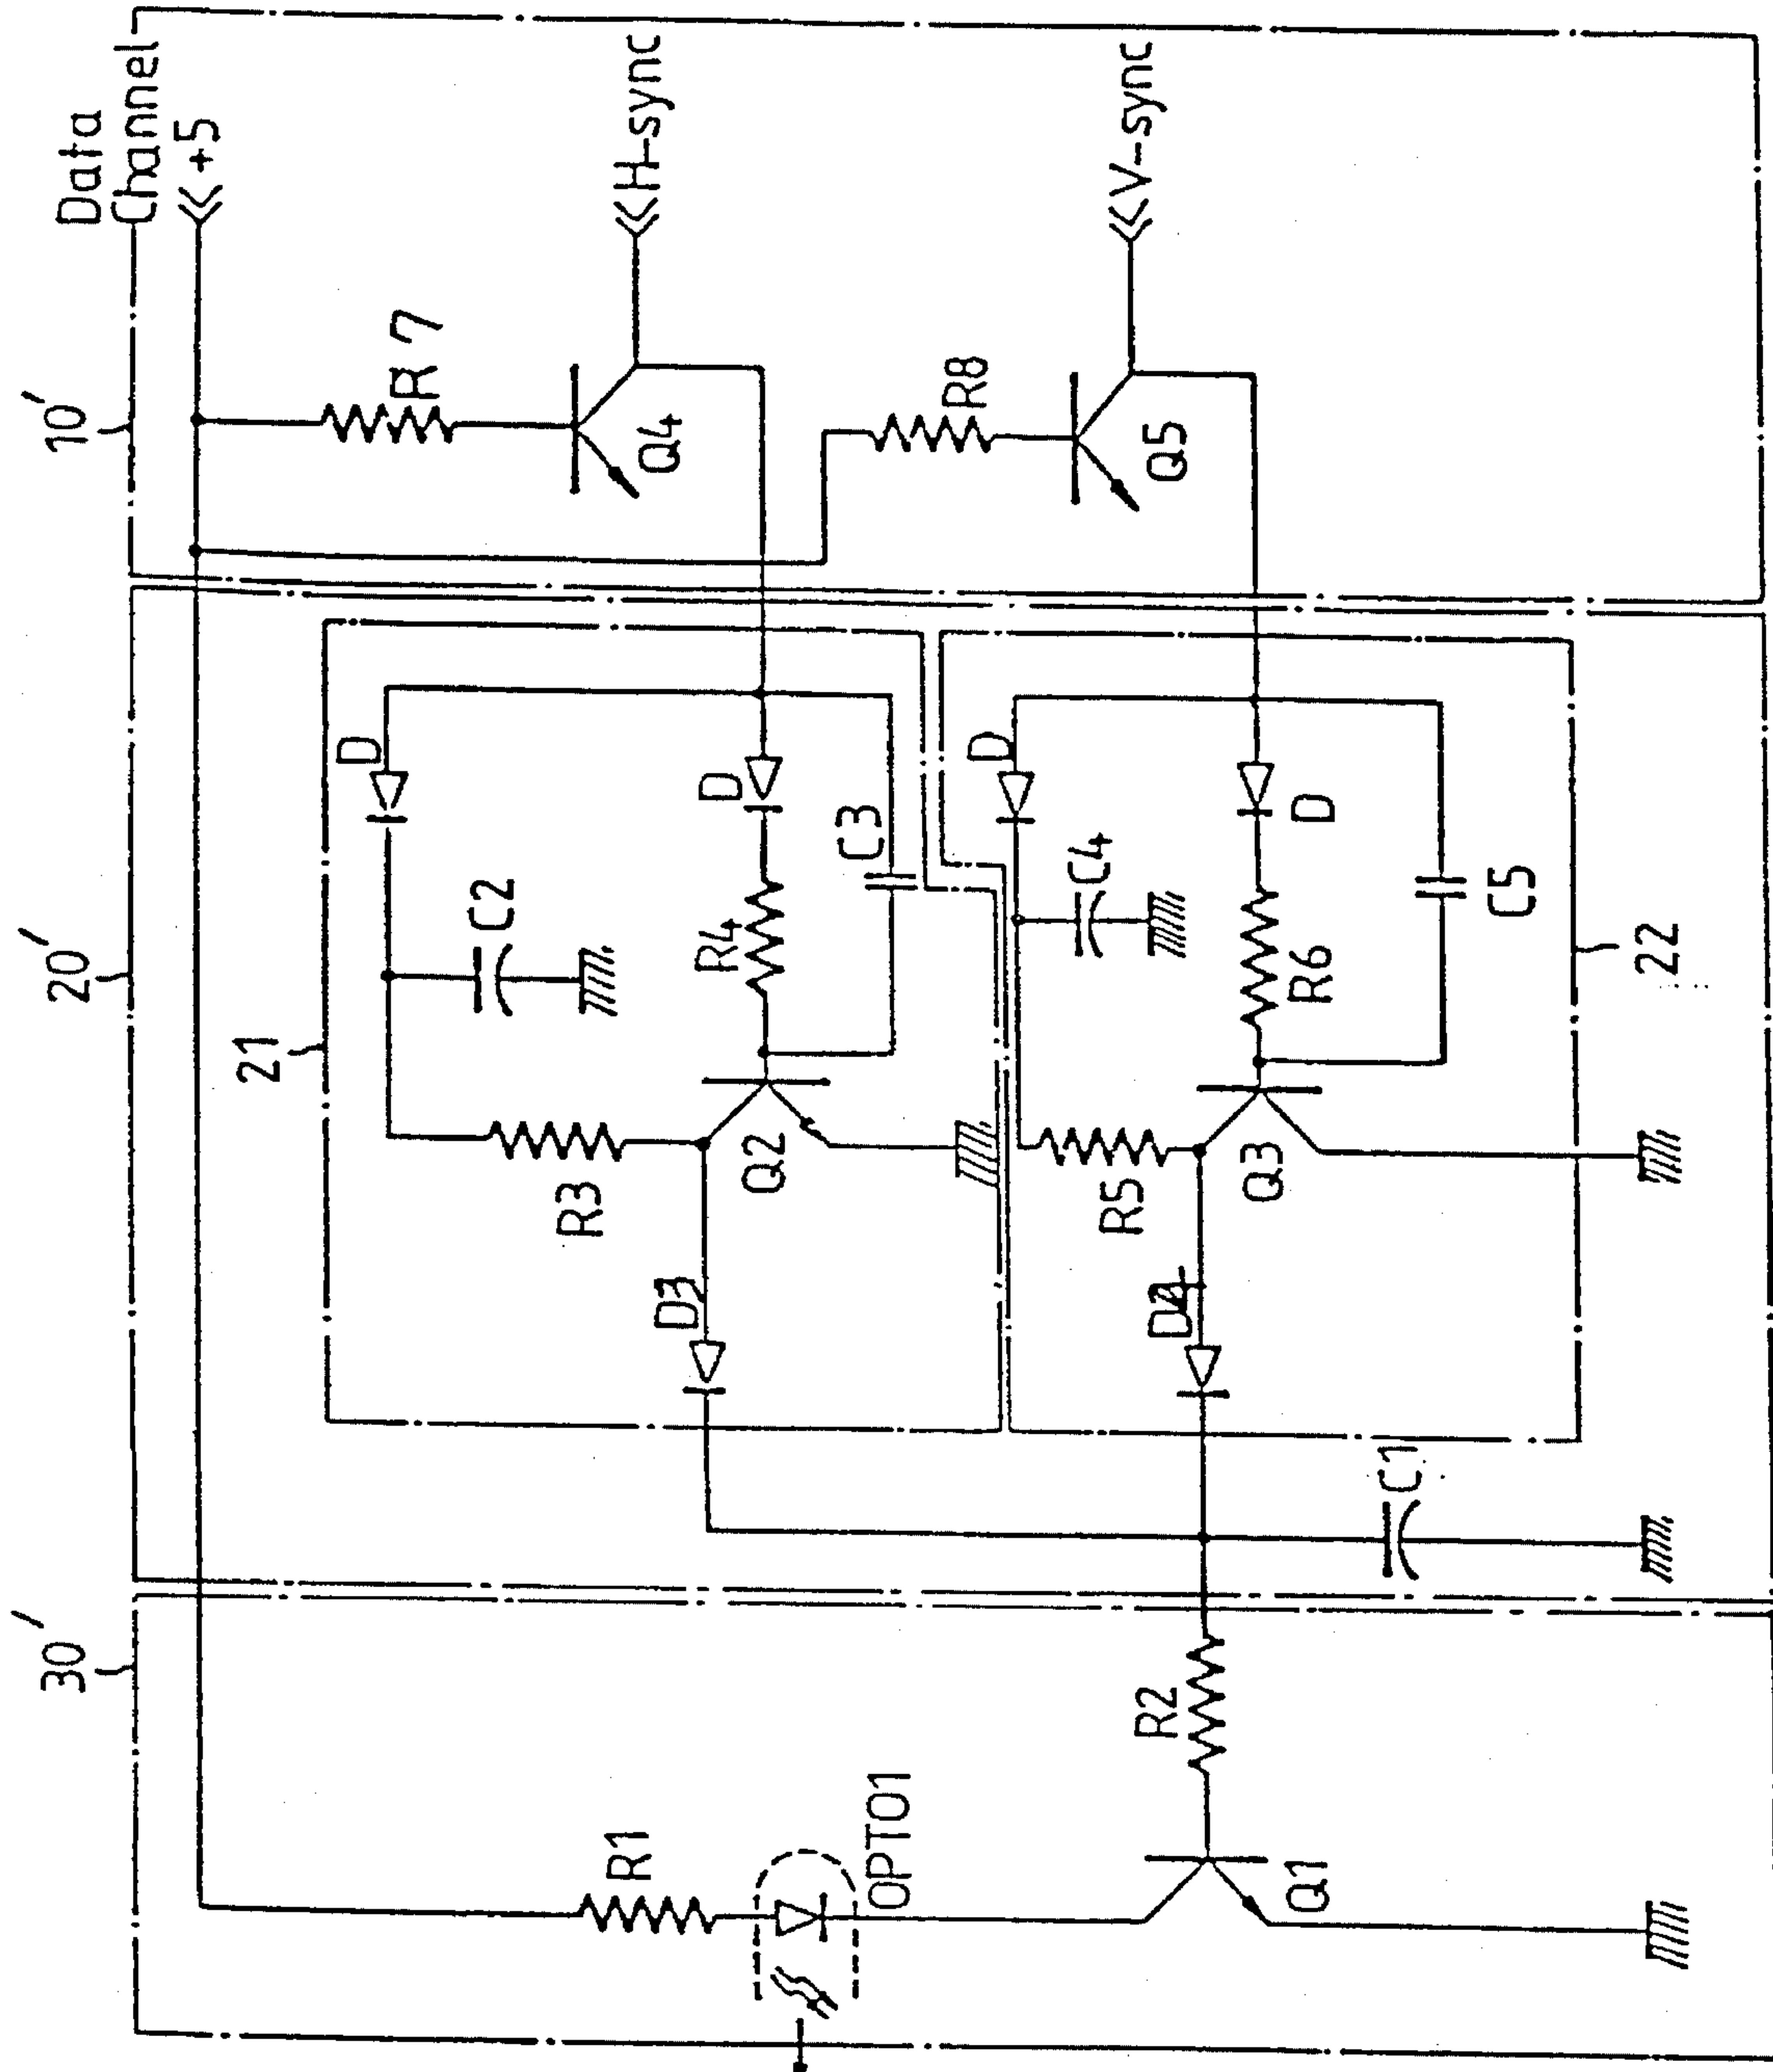 Data
Channel
+5
10'
R7
H-sync
Q4
R8
V-sync
Q5
20'
21
D
C2
D
R4
C3
R3
Q2
D3
D
C4
D
R6
C5
22
R5
Q3
C1
30'
R1
OPTO1
R2
Q1